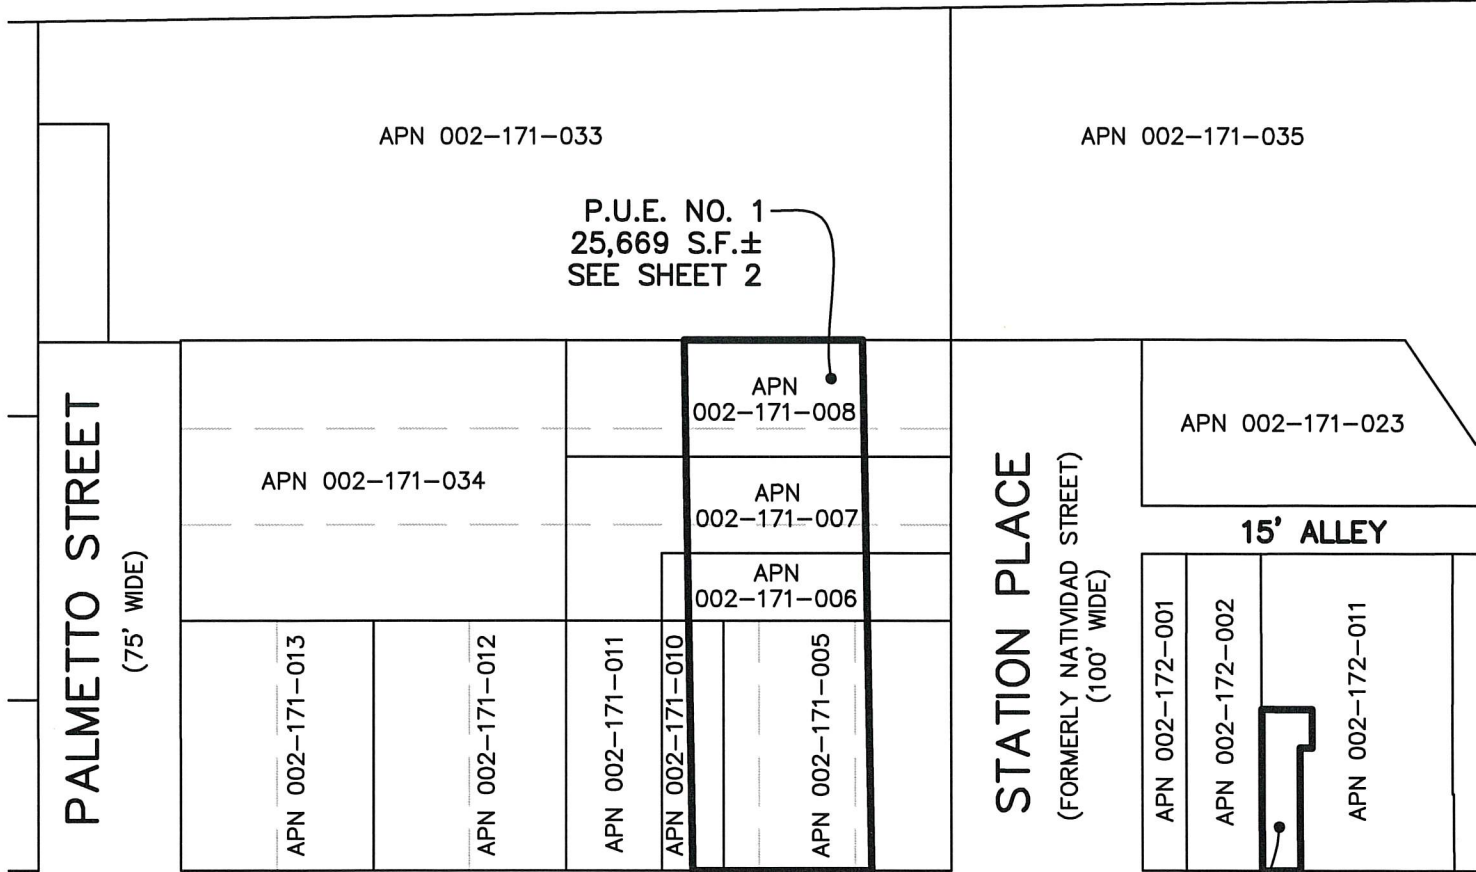 APN 002-171-033
APN 002-171-035
P.U.E. NO. 1
25,669 S.F.±
SEE SHEET 2
APN
002-171-008
APN 002-171-023
APN 002-171-034
APN
002-171-007
15' ALLEY
APN
002-171-006
PALMETTO STREET
(75' WIDE)
APN 002-171-013
APN 002-171-012
APN 002-171-011
APN 002-171-010
APN 002-171-005
STATION PLACE
(FORMERLY NATIVIDAD STREET)
(100' WIDE)
APN 002-172-001
APN 002-172-002
APN 002-172-011